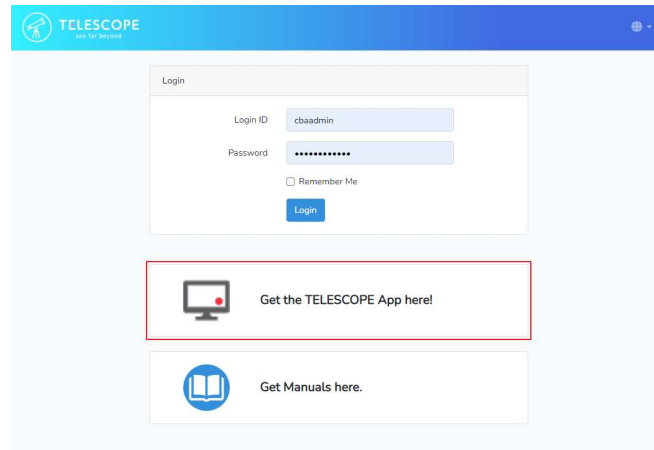 TELESCOPE
see far beyond
Login
Login ID cbaadmin
Password ••••••••••••
Remember Me
Login
Get the TELESCOPE App here!
Get Manuals here.